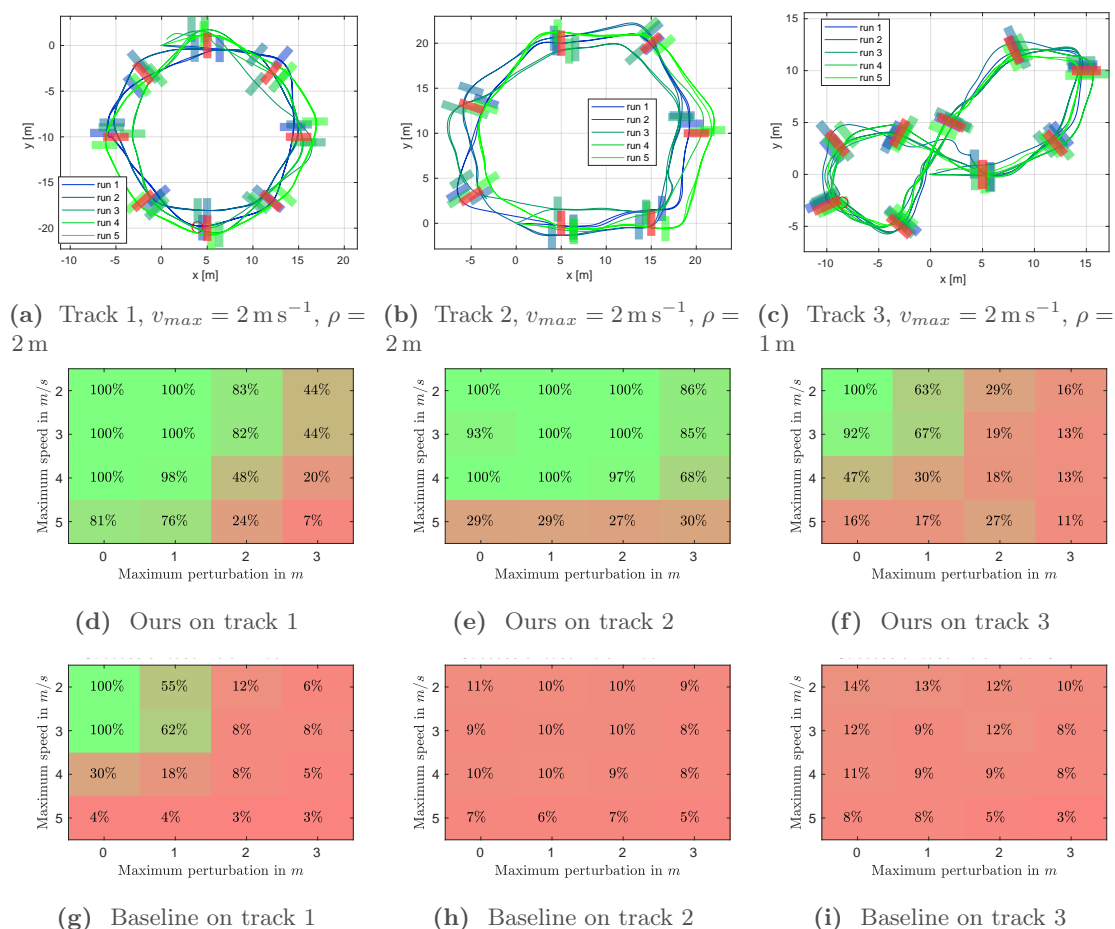 run 1
run 2
run 3
run 4
run 5
y [m]
0
-5
-10
-15
-20
-10
-5
0
5
10
15
20
x [m]
run 1
run 2
run 3
run 4
run 5
y [m]
20
15
10
5
0
-5
0
5
10
15
20
x [m]
run 1
run 2
run 3
run 4
run 5
y [m]
15
10
5
0
-5
-10
-5
0
5
10
15
x [m]
(a) Track 1, v_max = 2 m s⁻¹, ρ =
2 m
(b) Track 2, v_max = 2 m s⁻¹, ρ =
2 m
(c) Track 3, v_max = 2 m s⁻¹, ρ =
1 m
Maximum speed in m/s
2 100% 100% 83% 44%
3 100% 100% 82% 44%
4 100% 98% 48% 20%
5 81% 76% 24% 7%
0 1 2 3
Maximum perturbation in m
(d) Ours on track 1
Maximum speed in m/s
2 100% 100% 100% 86%
3 93% 100% 100% 85%
4 100% 100% 97% 68%
5 29% 29% 27% 30%
0 1 2 3
Maximum perturbation in m
(e) Ours on track 2
Maximum speed in m/s
2 100% 63% 29% 16%
3 92% 67% 19% 13%
4 47% 30% 18% 13%
5 16% 17% 27% 11%
0 1 2 3
Maximum perturbation in m
(f) Ours on track 3
Maximum speed in m/s
2 100% 55% 12% 6%
3 100% 62% 8% 8%
4 30% 18% 8% 5%
5 4% 4% 3% 3%
0 1 2 3
Maximum perturbation in m
(g) Baseline on track 1
Maximum speed in m/s
2 11% 10% 10% 9%
3 9% 10% 10% 8%
4 10% 10% 9% 8%
5 7% 6% 7% 5%
0 1 2 3
Maximum perturbation in m
(h) Baseline on track 2
Maximum speed in m/s
2 14% 13% 12% 10%
3 12% 9% 12% 8%
4 11% 9% 9% 8%
5 8% 8% 5% 3%
0 1 2 3
Maximum perturbation in m
(i) Baseline on track 3